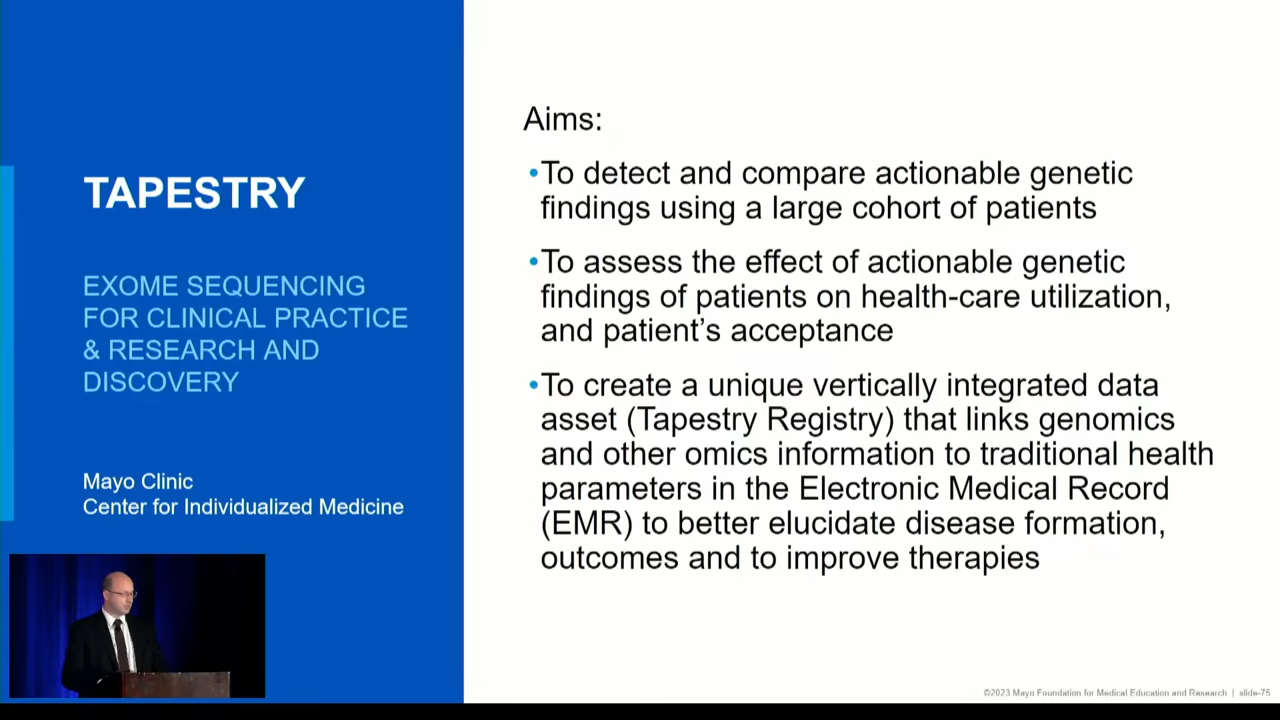 TAPESTRY
EXOME SEQUENCING
FOR CLINICAL PRACTICE
& RESEARCH AND
DISCOVERY
Mayo Clinic
Center for Individualized Medicine
Aims:
•To detect and compare actionable genetic
findings using a large cohort of patients
•To assess the effect of actionable genetic
findings of patients on health-care utilization,
and patient’s acceptance
•To create a unique vertically integrated data
asset (Tapestry Registry) that links genomics
and other omics information to traditional health
parameters in the Electronic Medical Record
(EMR) to better elucidate disease formation,
outcomes and to improve therapies
©2023 Mayo Foundation for Medical Education and Research | slide-75